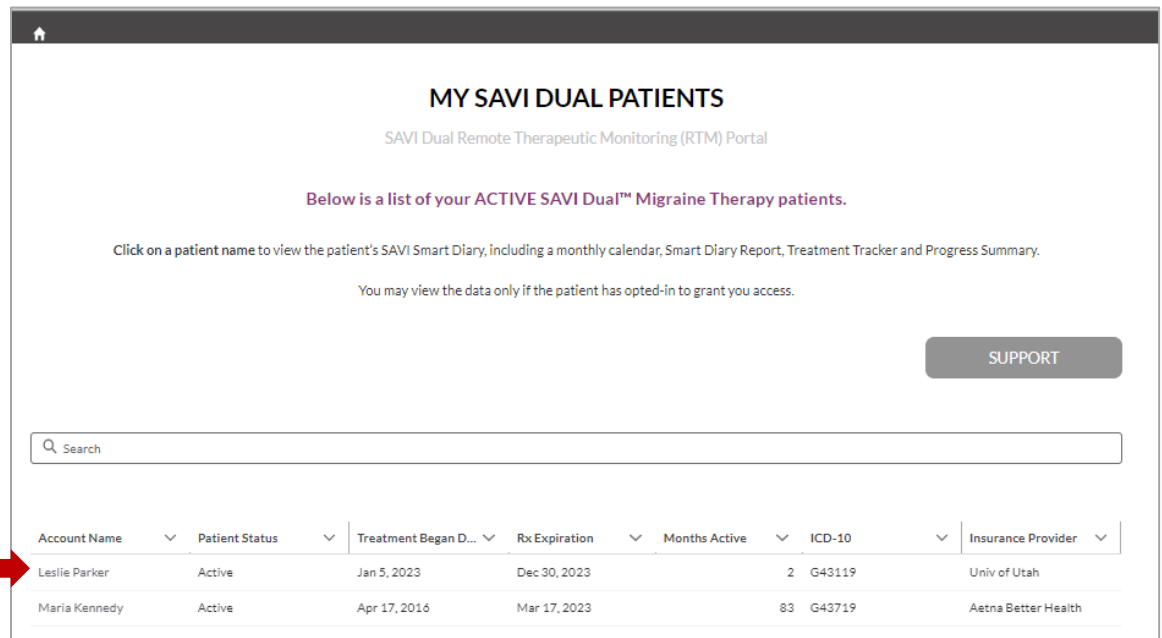 MY SAVI DUAL PATIENTS
SAVI Dual Remote Therapeutic Monitoring (RTM) Portal
Below is a list of your ACTIVE SAVI Dual™ Migraine Therapy patients.
Click on a patient name to view the patient's SAVI Smart Diary, including a monthly calendar, Smart Diary Report, Treatment Tracker and Progress Summary.
You may view the data only if the patient has opted-in to grant you access.
SUPPORT
Search
Account Name Patient Status Treatment Began D... Rx Expiration Months Active ICD-10 Insurance Provider
Leslie Parker Active Jan 5, 2023 Dec 30, 2023 2 G43119 Univ of Utah
Maria Kennedy Active Apr 17, 2016 Mar 17, 2023 83 G43719 Aetna Better Health